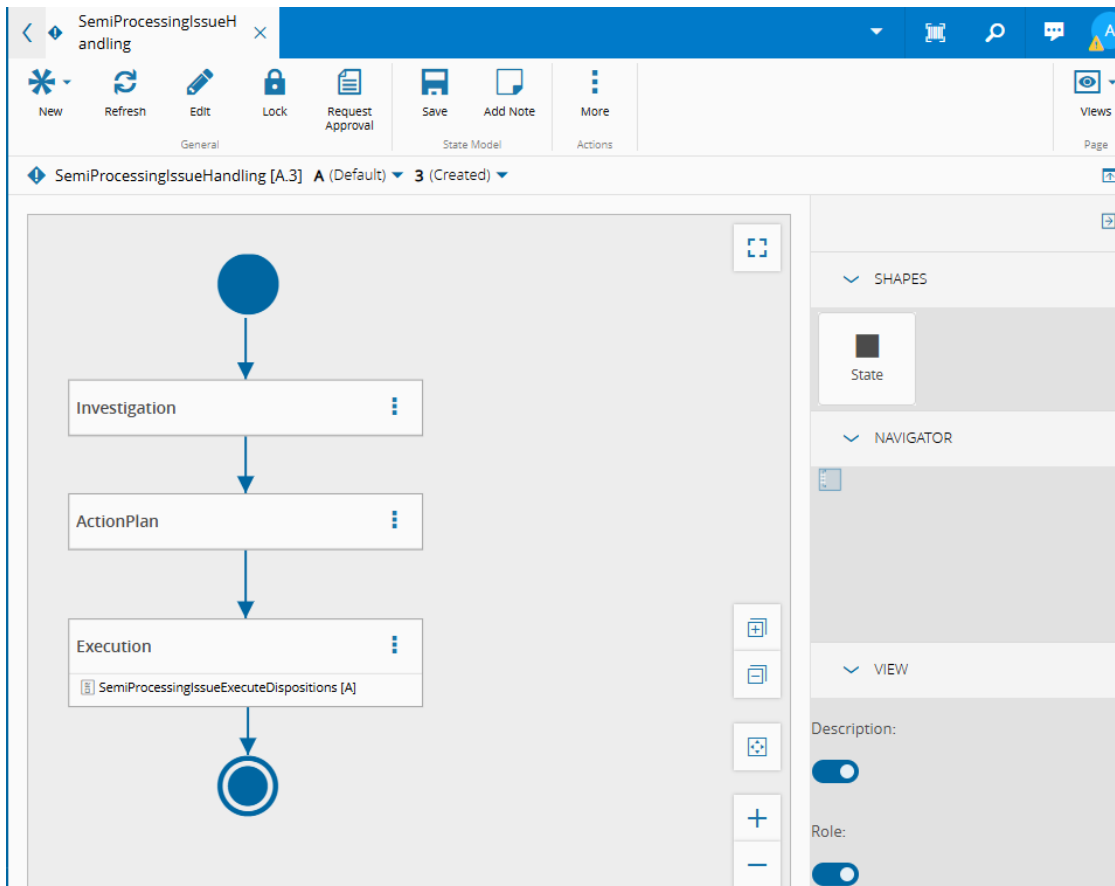 SemiProcessingIssueH
andling
A
New
Refresh
Edit
Lock
Request
Approval
Save
Add Note
More
Views
General
State Model
Actions
Page
SemiProcessingIssueHandling [A.3] A (Default) 3 (Created)
SHAPES
State
Investigation
NAVIGATOR
ActionPlan
Execution
SemiProcessingIssueExecuteDispositions [A]
VIEW
Description:
Role: